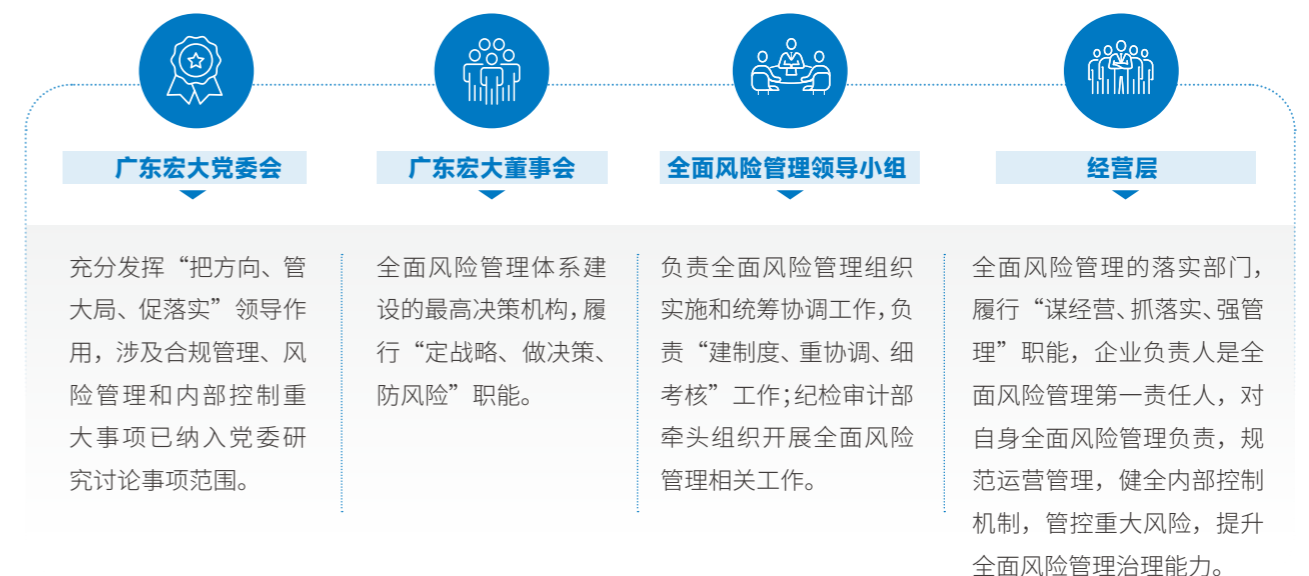 广东宏大党委会
充分发挥“把方向、管
大局、促落实”领导作
用，涉及合规管理、风
险管理和内部控制重
大事项已纳入党委研
究讨论事项范围。
广东宏大董事会
全面风险管理体系建
设的最高决策机构，履
行“定战略、做决策、
防风险”职能。
全面风险管理领导小组
负责全面风险管理组织
实施和统筹协调工作，负
责“建制度、重协调、细
考核”工作；纪检审计部
牵头组织开展全面风险
管理相关工作。
经营层
全面风险管理的落实部门，
履行“谋经营、抓落实、强管
理”职能，企业负责人是全
面风险管理第一责任人，对
自身全面风险管理负责，规
范运营管理，健全内部控制
机制，管控重大风险，提升
全面风险管理治理能力。